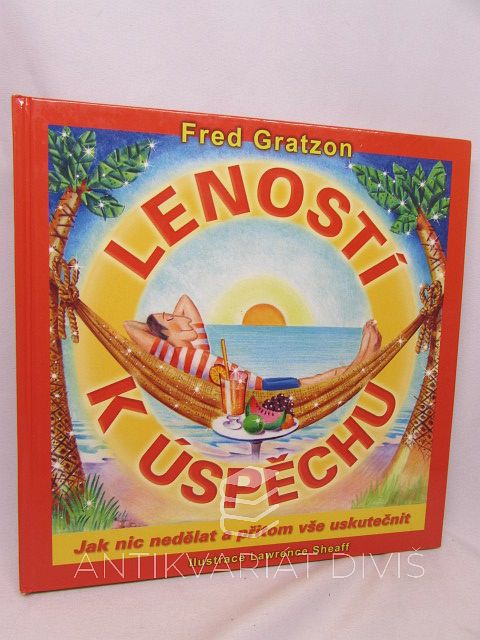 Fred Gratzon
LENOSTÍ
K ÚSPĚCHU
Jak nic nedělat a přitom vše uskutečnit
Ilustrace Lawrence Sheaff
ANTIKVARIÁT DIVIŠ